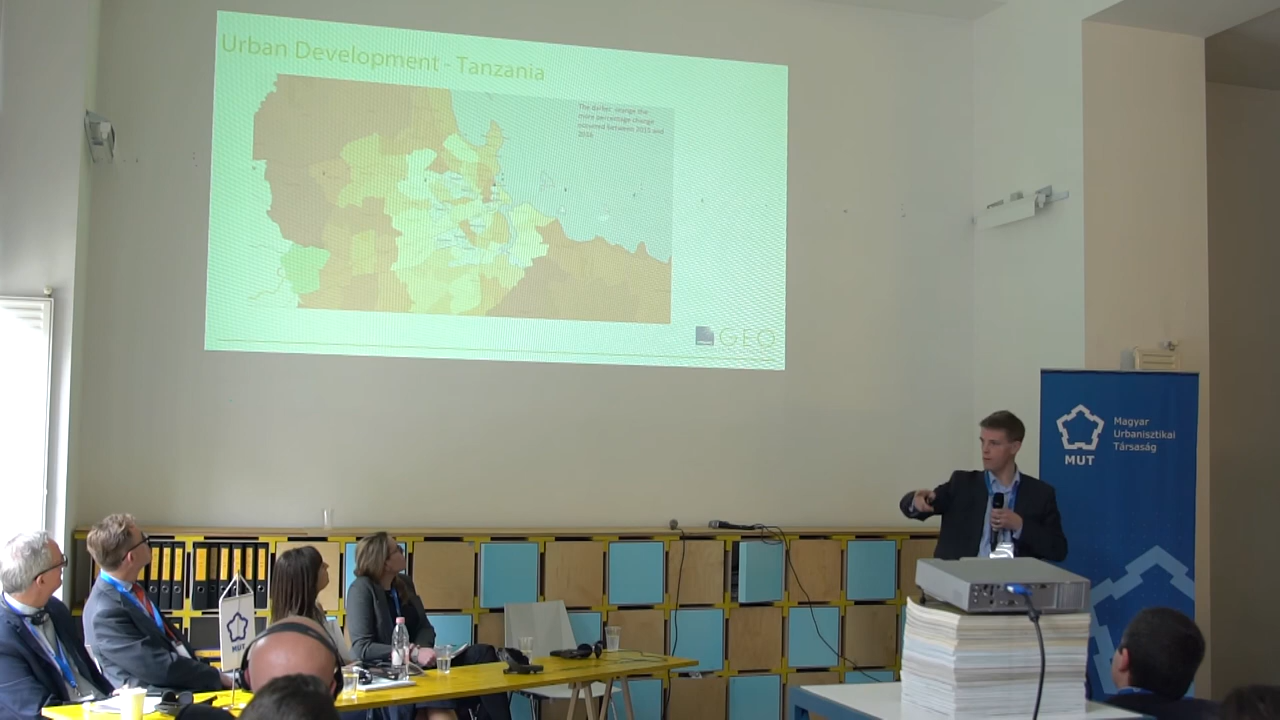 Urban Development - Tanzania
The darker orange the
more percentage change
occurred between 2010 and
2016
GEO
Magyar
Urbanisztikai
Társaság
MUT
MUT